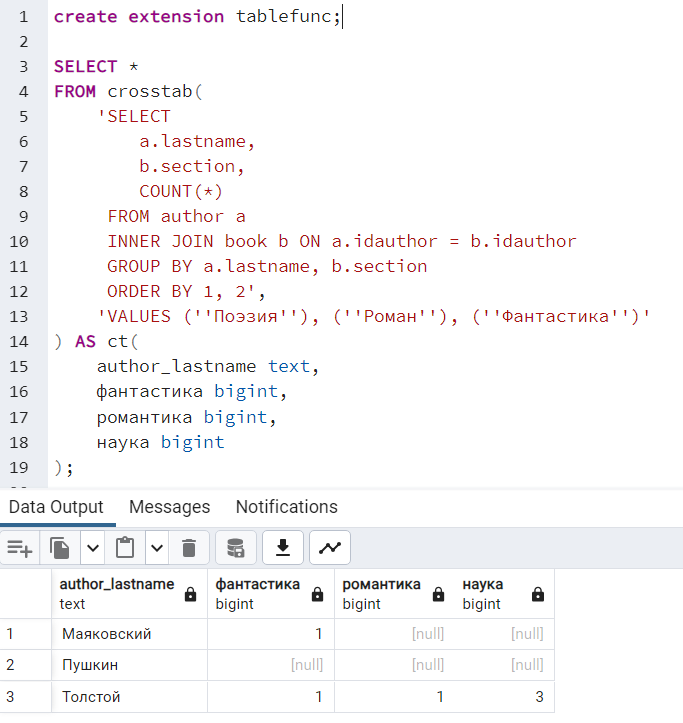 1 create extension tablefunc;
2
3 SELECT *
4 FROM crosstab(
5 'SELECT
6 a.lastname,
7 b.section,
8 COUNT(*)
9 FROM author a
10 INNER JOIN book b ON a.idauthor = b.idauthor
11 GROUP BY a.lastname, b.section
12 ORDER BY 1, 2',
13 'VALUES (''Поэзия''), (''Роман''), (''Фантастика'')'
14 ) AS ct(
15 author_lastname text,
16 фантастика bigint,
17 романтика bigint,
18 наука bigint
19 );
Data Output Messages Notifications
author_lastname фантастика романтика наука
text bigint bigint bigint
1 Маяковский 1 [null] [null]
2 Пушкин [null] [null] [null]
3 Толстой 1 1 3